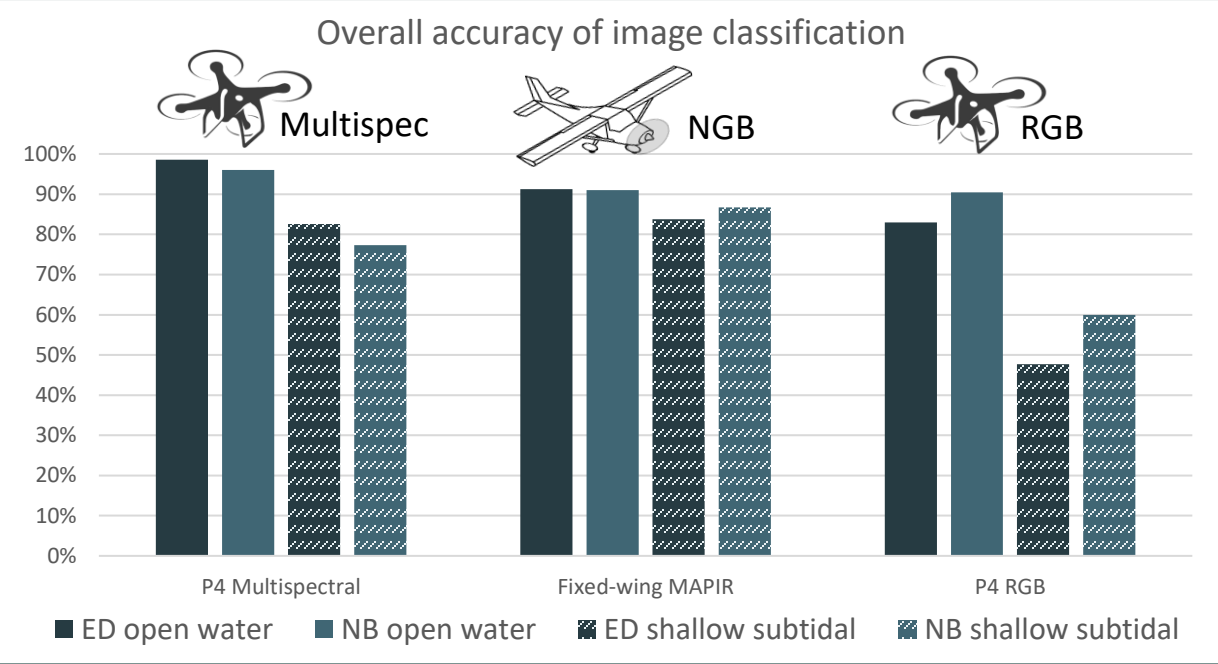 Overall accuracy of image classification
Multispec
NGB
RGB
100%
90%
80%
70%
60%
50%
40%
30%
20%
10%
0%
P4 Multispectral
Fixed-wing MAPIR
P4 RGB
ED open water
NB open water
ED shallow subtidal
NB shallow subtidal